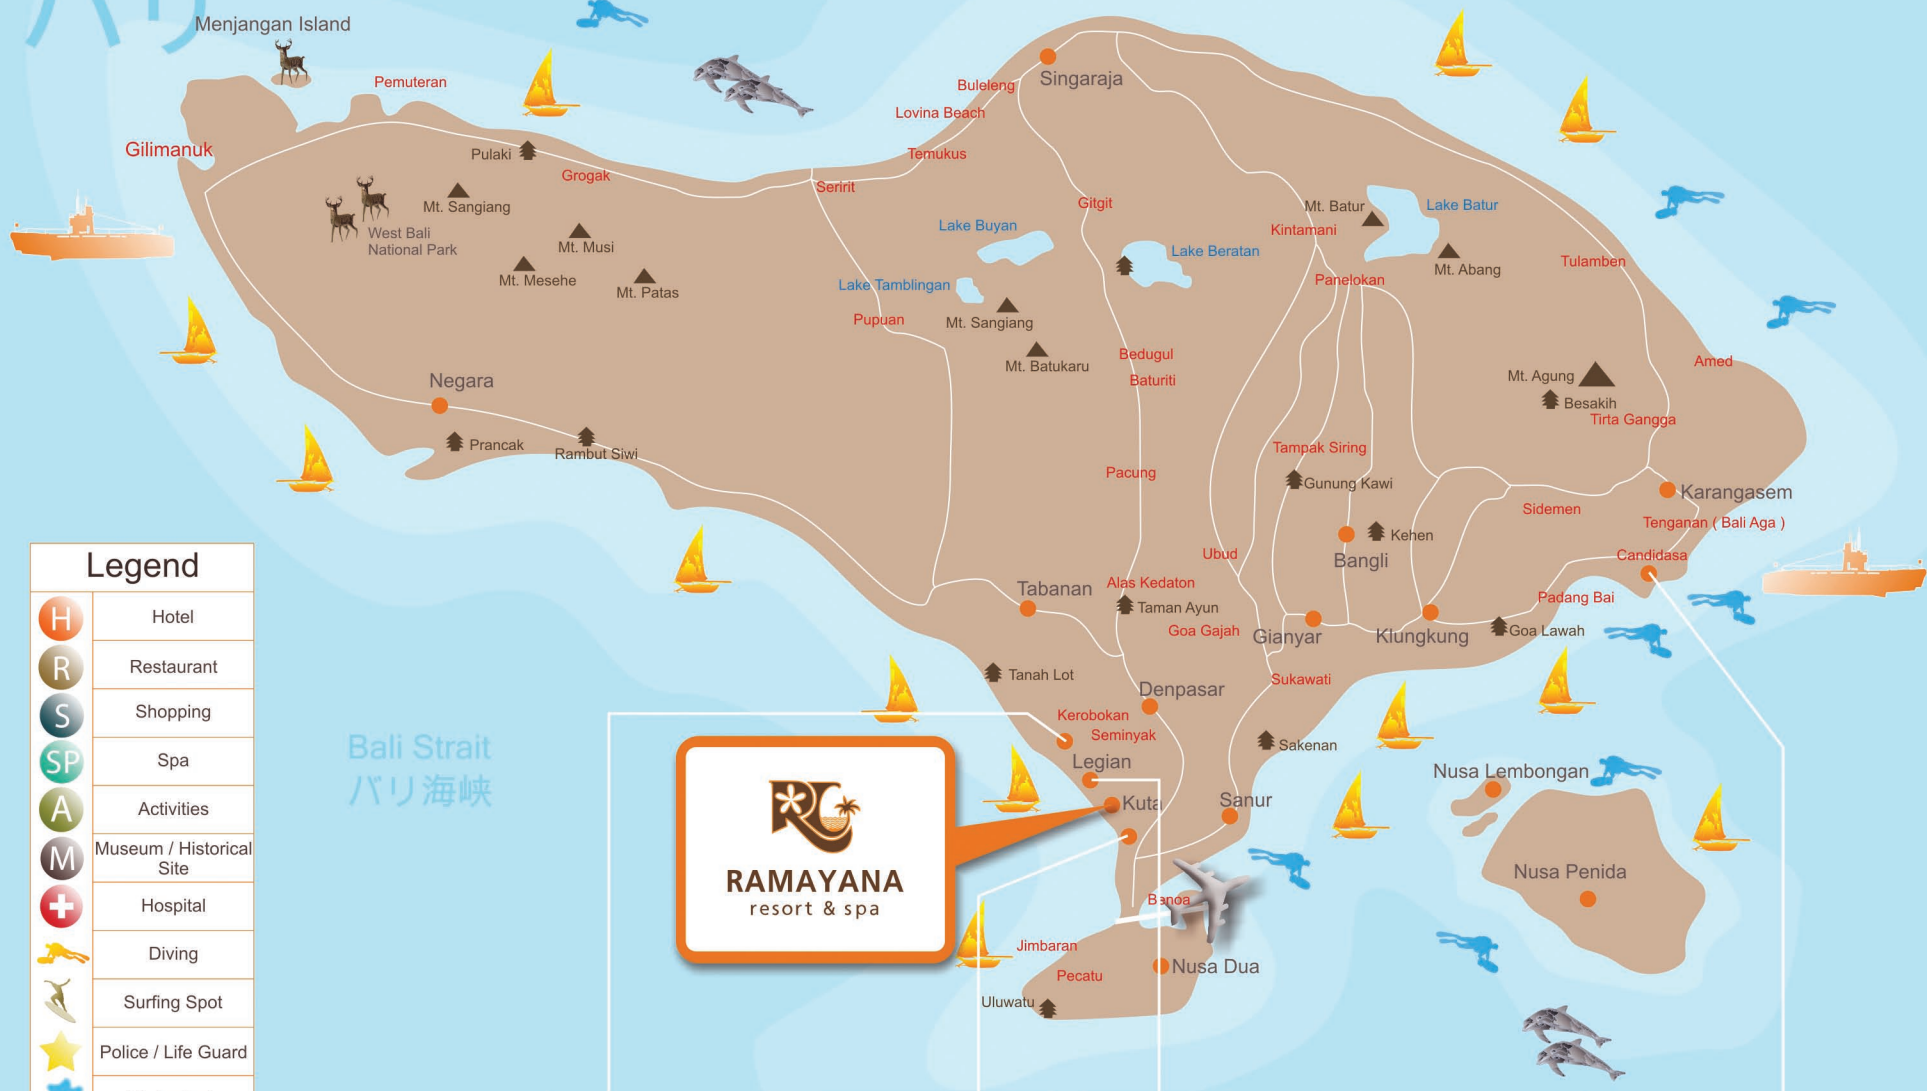 バリ
Menjangan Island
Pemuteran
Gilimanuk
Pulaki
Grogak
Mt. Sangiang
West Bali
National Park
Mt. Musi
Mt. Mesehe
Mt. Patas
Negara
Prancak
Rambut Siwi
Singaraja
Buleleng
Lovina Beach
Temukus
Seririt
Gitgit
Lake Buyan
Lake Beratan
Lake Tamblingan
Pupuan
Mt. Sangiang
Mt. Batukaru
Bedugul
Baturiti
Pacung
Mt. Batur
Lake Batur
Kintamani
Panelokan
Mt. Abang
Tulamben
Amed
Mt. Agung
Besakih
Tirta Gangga
Tampak Siring
Gunung Kawi
Kehen
Bangli
Sidemen
Karangasem
Tenganan ( Bali Aga )
Candidasa
Padang Bai
Goa Lawah
Klungkung
Gianyar
Ubud
Alas Kedaton
Taman Ayun
Goa Gajah
Tabanan
Tanah Lot
Sukawati
Denpasar
Kerobokan
Seminyak
Sakenan
Legian
Kuta
Sanur
Benoa
Jimbaran
Pecatu
Nusa Dua
Uluwatu
Nusa Lembongan
Nusa Penida
Bali Strait
バリ海峡
RAMAYANA
resort & spa
Legend
H Hotel
R Restaurant
S Shopping
SP Spa
A Activities
M Museum / Historical
Site
Hospital
Diving
Surfing Spot
Police / Life Guard